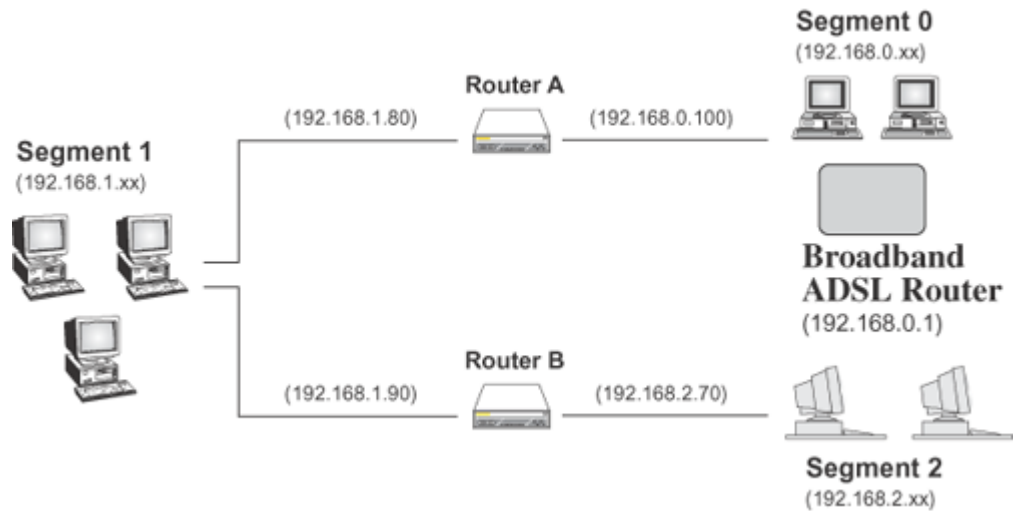 Segment 0
(192.168.0.xx)
Router A
(192.168.1.80)
(192.168.0.100)
Segment 1
(192.168.1.xx)
Broadband
ADSL Router
(192.168.0.1)
Router B
(192.168.1.90)
(192.168.2.70)
Segment 2
(192.168.2.xx)